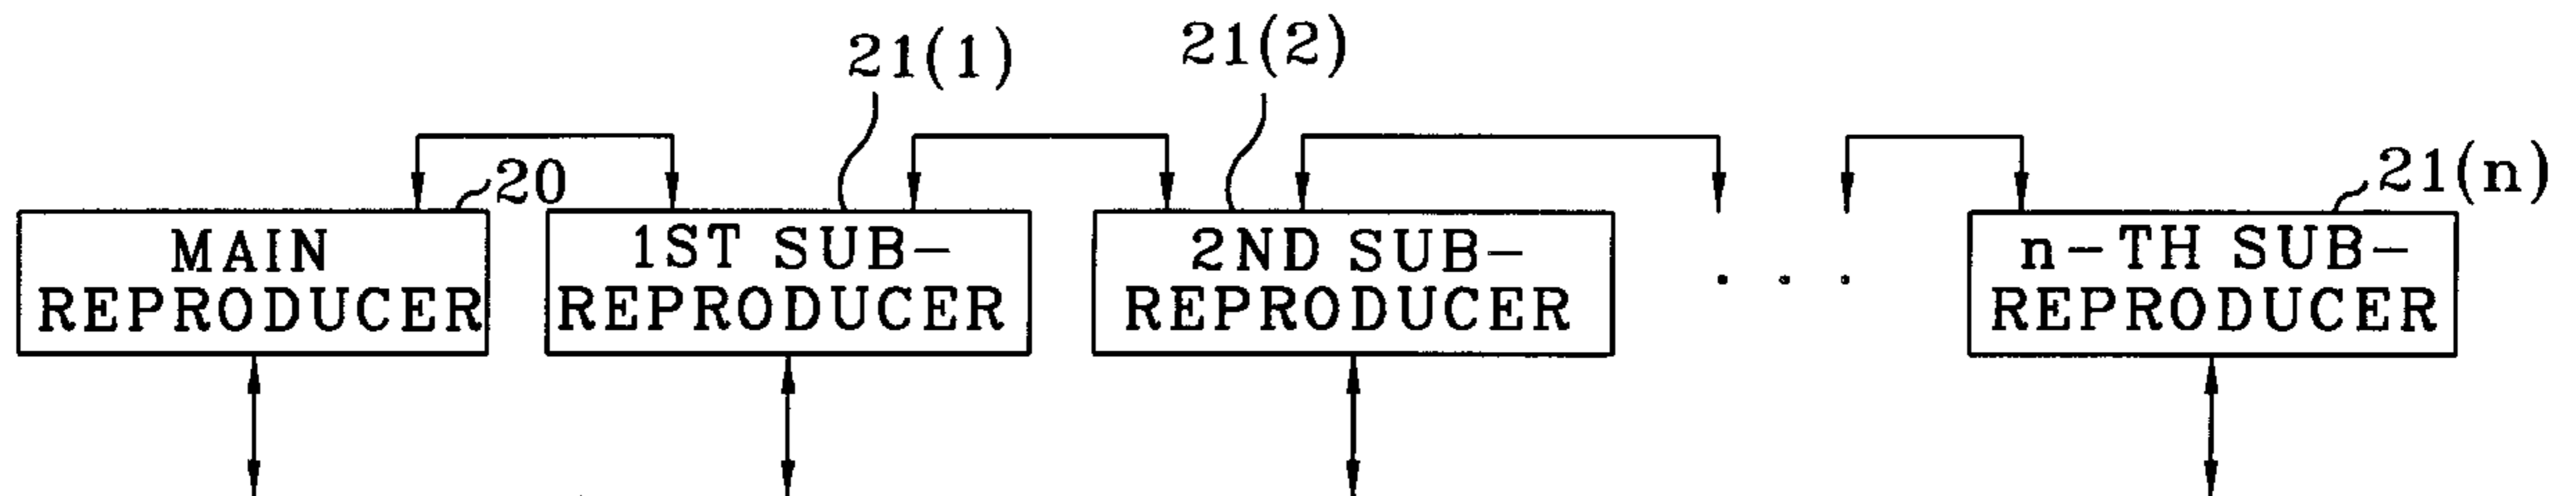 21(1)
21(2)
20
21(n)
MAIN
REPRODUCER
1ST SUB-
REPRODUCER
2ND SUB-
REPRODUCER
. . .
n-TH SUB-
REPRODUCER